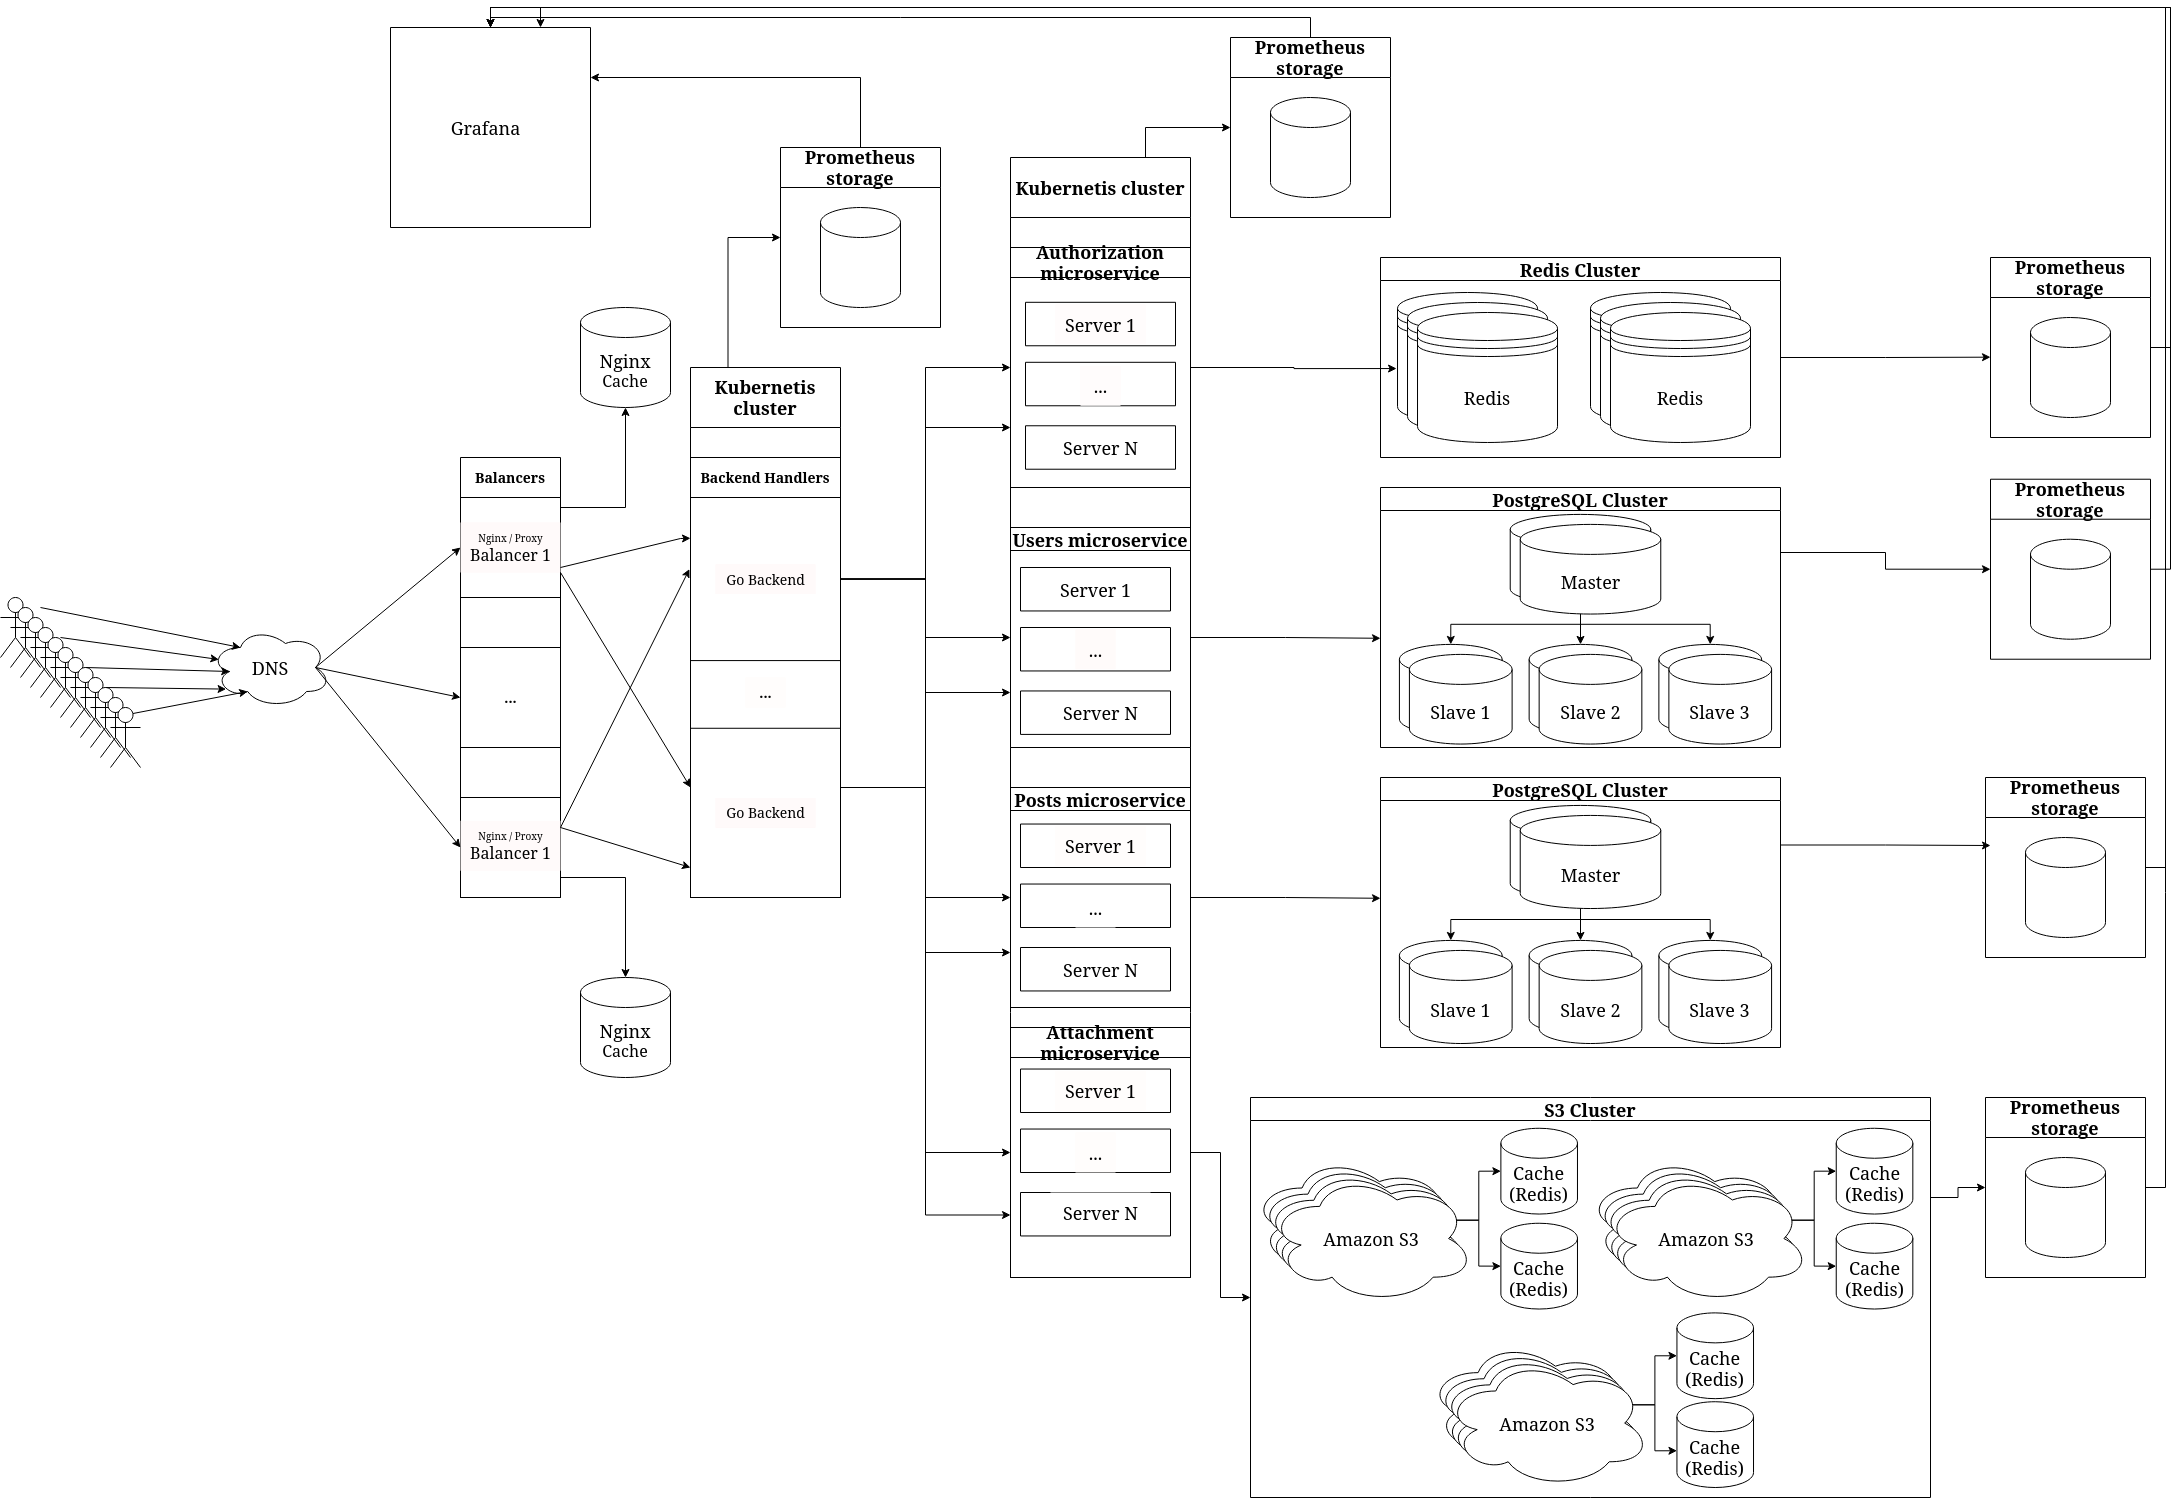 Grafana
Prometheus
storage
Prometheus
storage
Nginx
Cache
Balancers
Nginx / Proxy
Balancer 1
...
Nginx / Proxy
Balancer 1
DNS
Nginx
Cache
Kubernetis
cluster
Backend Handlers
Go Backend
...
Go Backend
Kubernetis cluster
Authorization
microservice
Server 1
...
Server N
Users microservice
Server 1
...
Server N
Posts microservice
Server 1
...
Server N
Attachment
microservice
Server 1
...
Server N
Redis Cluster
Redis
Redis
Prometheus
storage
PostgreSQL Cluster
Master
Slave 1
Slave 2
Slave 3
Prometheus
storage
PostgreSQL Cluster
Master
Slave 1
Slave 2
Slave 3
Prometheus
storage
S3 Cluster
Amazon S3
Cache
(Redis)
Cache
(Redis)
Amazon S3
Cache
(Redis)
Cache
(Redis)
Amazon S3
Cache
(Redis)
Cache
(Redis)
Prometheus
storage